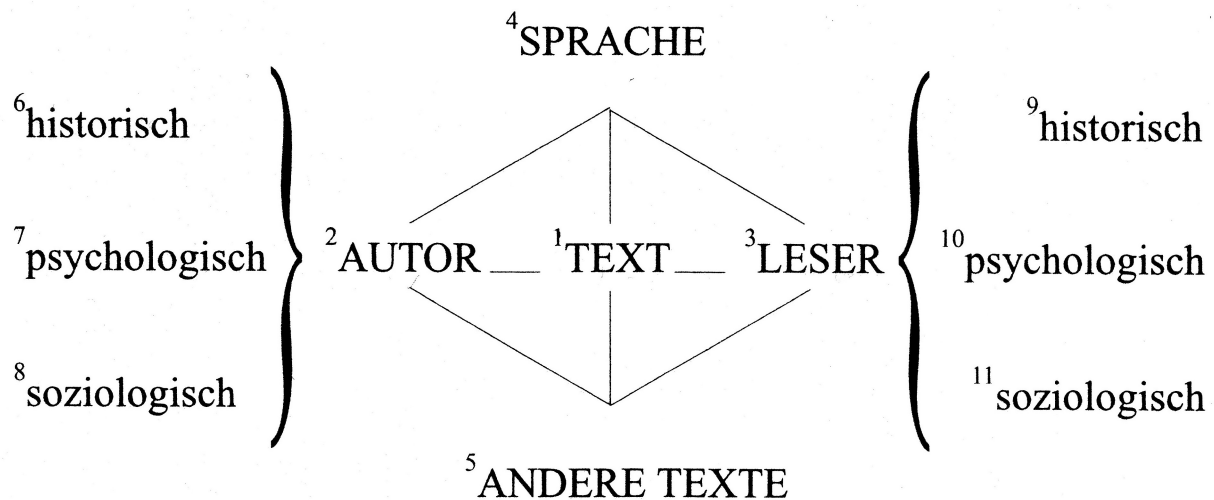 ⁴SPRACHE
⁶historisch
⁹historisch
⁷psychologisch
²AUTOR
¹TEXT
³LESER
¹⁰psychologisch
⁸soziologisch
¹¹soziologisch
⁵ANDERE TEXTE